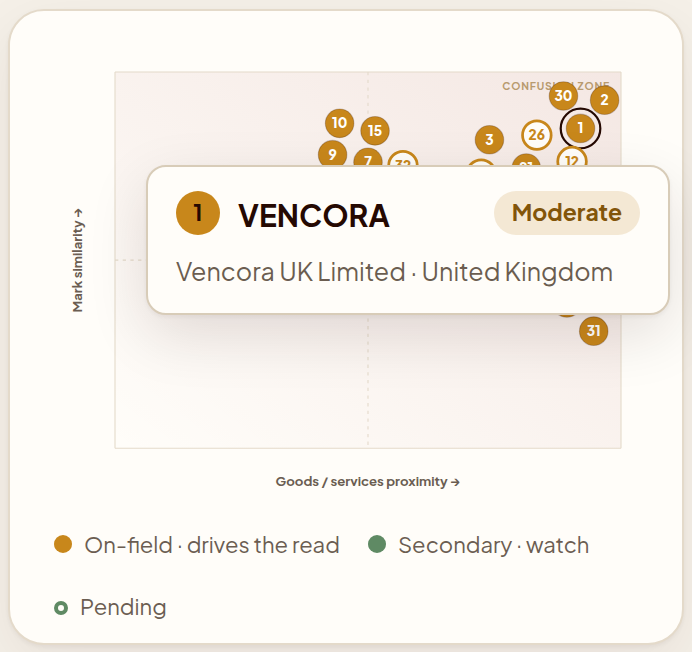 CONFUSION ZONE
30
2
10
15
3
26
1
9
7
12
1 VENCORA Moderate
Vencora UK Limited · United Kingdom
Mark similarity →
31
Goods / services proximity →
On-field · drives the read
Secondary · watch
Pending